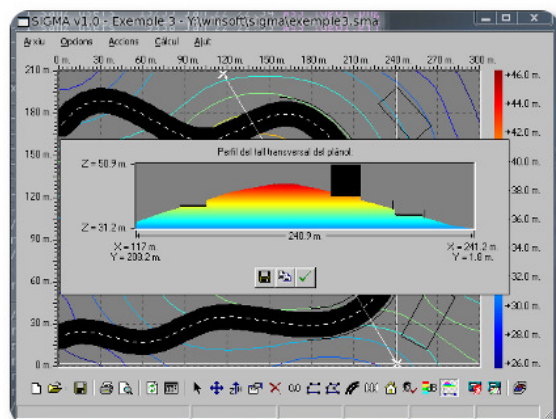 SIGMA v1.0 - Exemple 3 - Y:\winsoft\sigma\exemple3.sma
Arxiu Opcions Accions Càlcul Ajut
0 m. 30 m. 60 m. 90 m. 120 m. 150 m. 180 m. 210 m. 240 m. 270 m. 300 m.
210 m.
180 m.
150 m.
60 m.
30 m.
0 m.
+46.0 m.
+44.0 m.
+42.0 m.
+40.0 m.
+38.0 m.
+36.0 m.
+34.0 m.
+32.0 m.
+30.0 m.
+28.0 m.
+26.0 m.
Perfil del tall transversal del plànol:
Z = 50.9 m.
Z = 31.2 m.
240.9 m.
X = 117 m.
Y = 208.2 m.
X = 241.2 m.
Y = 1.8 m.